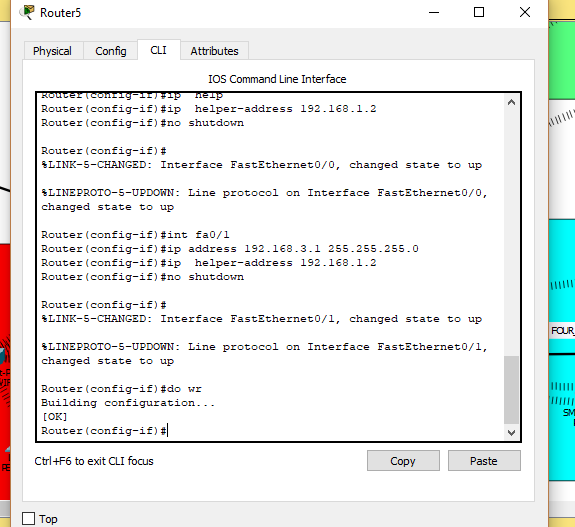 Router5
Physical
Config
CLI
Attributes
IOS Command Line Interface
Router(config-if)#ip  help
Router(config-if)#ip  helper-address 192.168.1.2
Router(config-if)#no shutdown
Router(config-if)#
%LINK-5-CHANGED: Interface FastEthernet0/0, changed state to up
%LINEPROTO-5-UPDOWN: Line protocol on Interface FastEthernet0/0,
changed state to up
Router(config-if)#int fa0/1
Router(config-if)#ip address 192.168.3.1 255.255.255.0
Router(config-if)#ip  helper-address 192.168.1.2
Router(config-if)#no shutdown
Router(config-if)#
%LINK-5-CHANGED: Interface FastEthernet0/1, changed state to up
%LINEPROTO-5-UPDOWN: Line protocol on Interface FastEthernet0/1,
changed state to up
Router(config-if)#do wr
Building configuration...
[OK]
Router(config-if)#
Ctrl+F6 to exit CLI focus
Copy
Paste
Top
FOUR
SM
PE